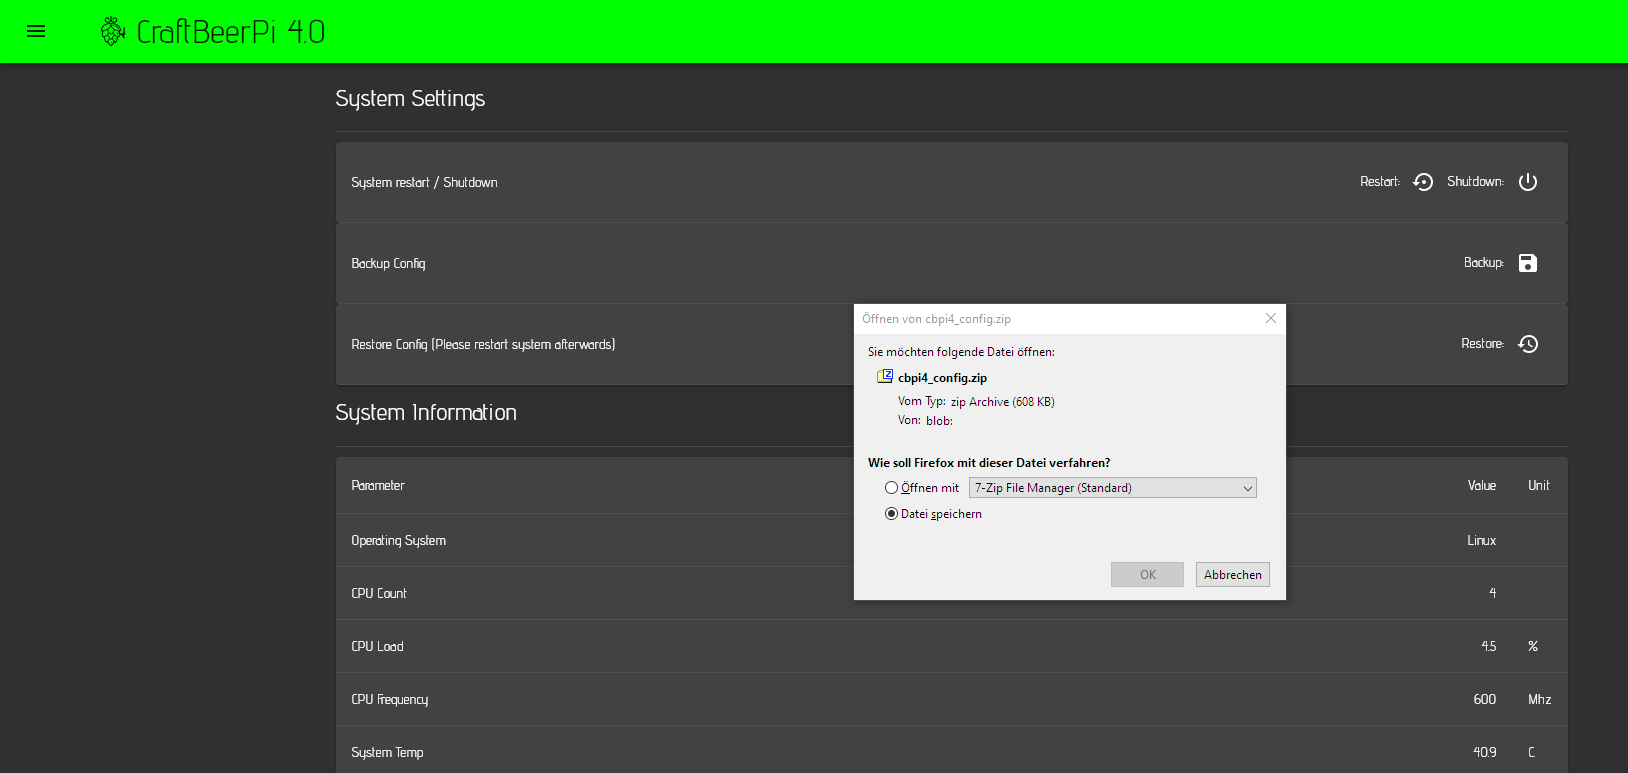 CraftBeerPi 4.0
System Settings
System restart / Shutdown Restart: Shutdown:
Backup Config Backup:
Restore Config (Please restart system afterwards) Restore:
Öffnen von cbpi4_config.zip
Sie möchten folgende Datei öffnen:
cbpi4_config.zip
Vom Typ: zip Archive (608 KB)
Von: blob:
Wie soll Firefox mit dieser Datei verfahren?
Öffnen mit 7-Zip File Manager (Standard)
Datei speichern
OK Abbrechen
System Information
Parameter Value Unit
Operating System Linux
CPU Count 4
CPU Load 4.5 %
CPU Frequency 600 Mhz
System Temp 40.9 C